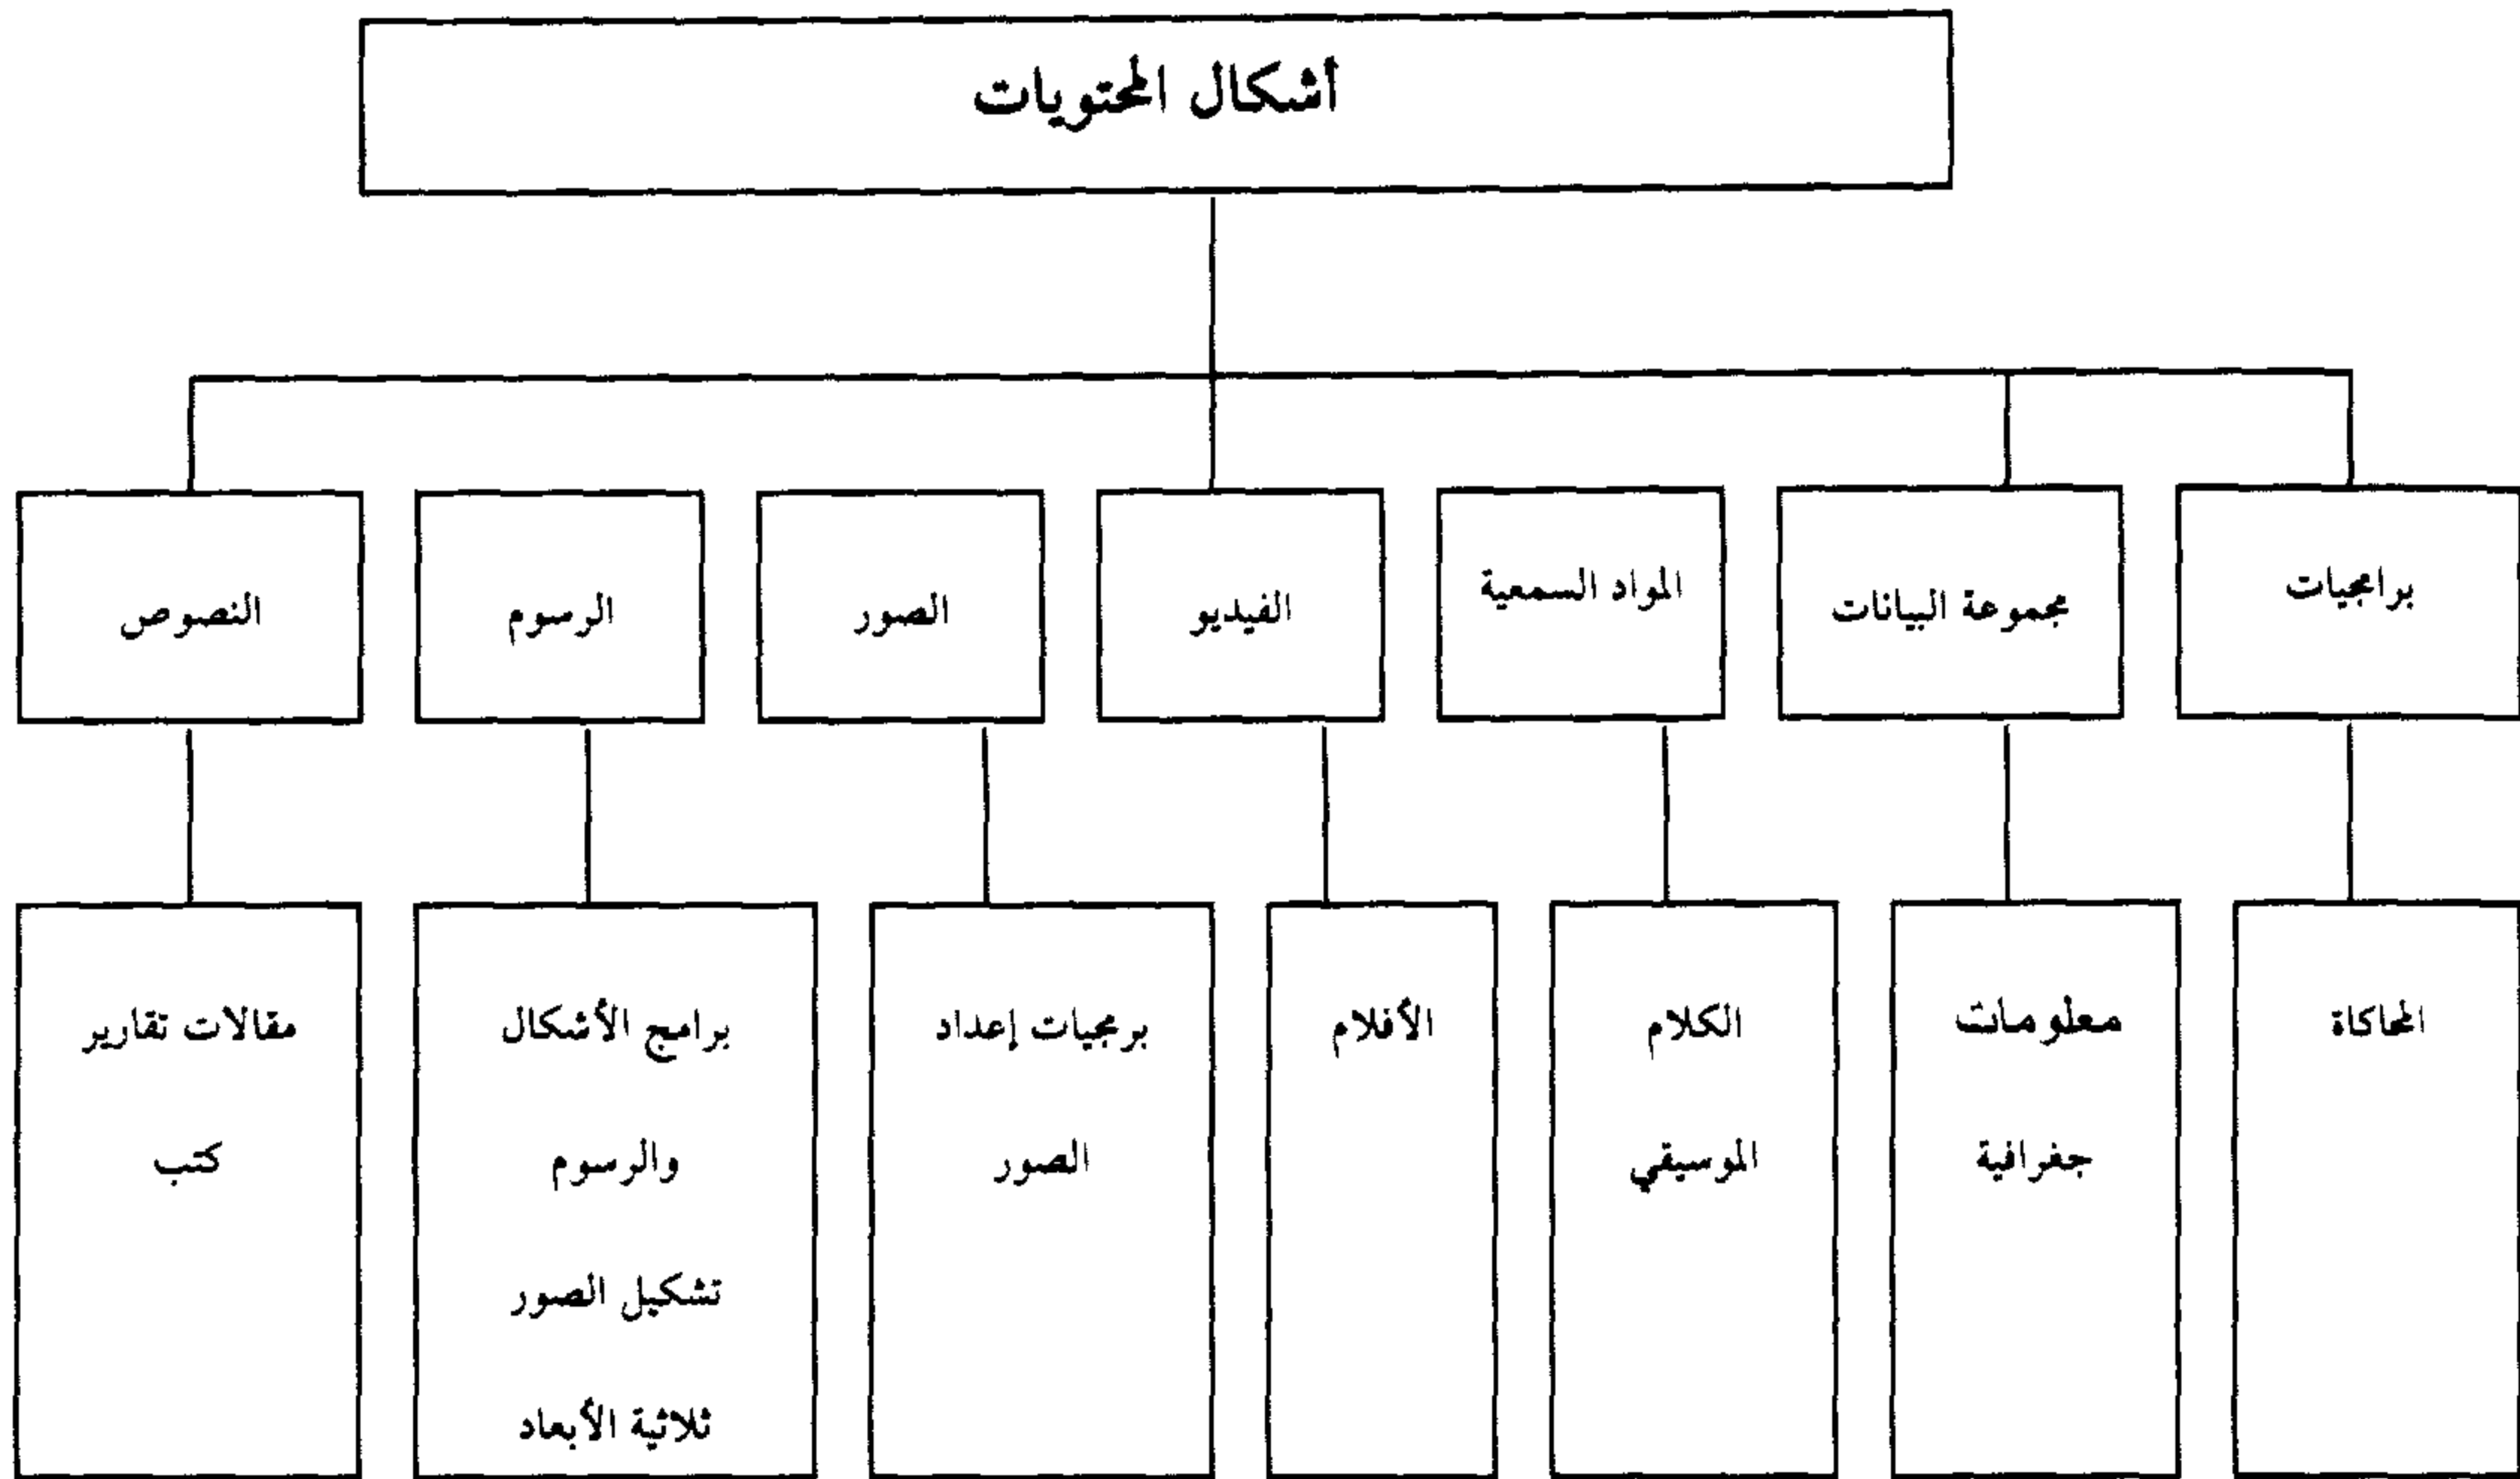 أشكال المحتويات
برامجيات
مجموعة البيانات
المواد السمعية
الفيديو
الصور
الرسوم
النصوص
المحاكاة
معلومات
جغرافية
الكلام
الموسيقي
الأفلام
برمجيات إعداد
الصور
برامج الأشكال
والرسوم
تشكيل الصور
ثلاثية الأبعاد
مقالات تقارير
كتب